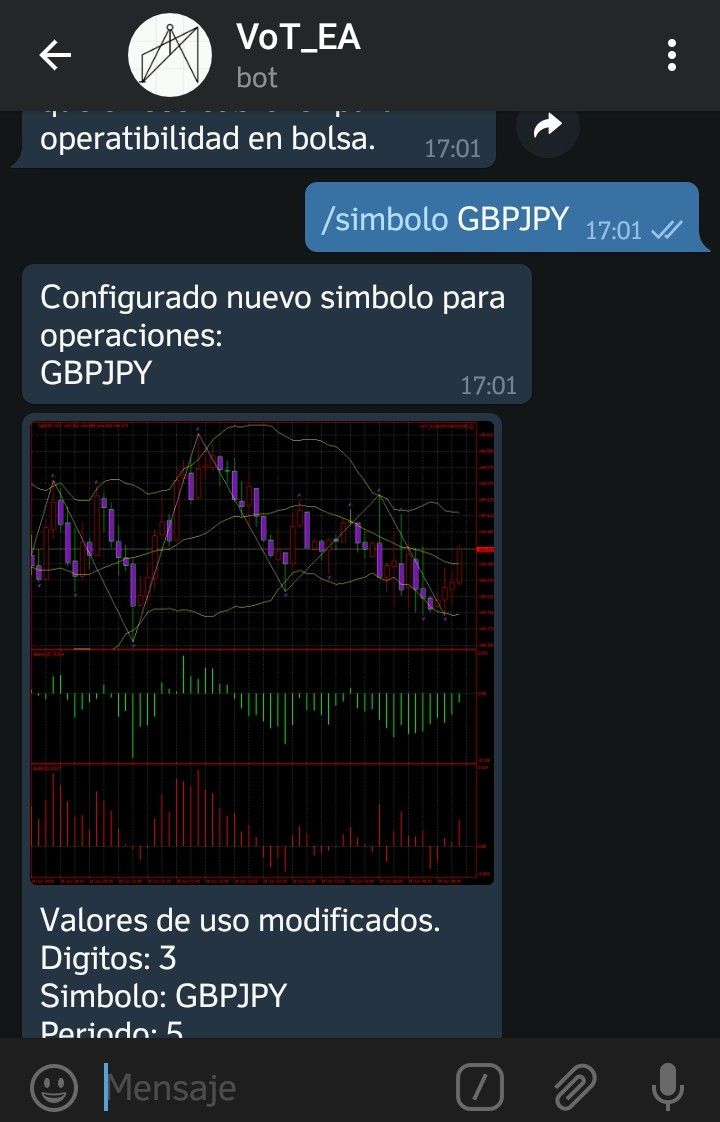 VoT_EA
bot
operatibilidad en bolsa.
17:01
/simbolo GBPJPY
17:01
Configurado nuevo simbolo para
operaciones:
GBPJPY
17:01
Valores de uso modificados.
Digitos: 3
Simbolo: GBPJPY
Periodo: 5
Mensaje